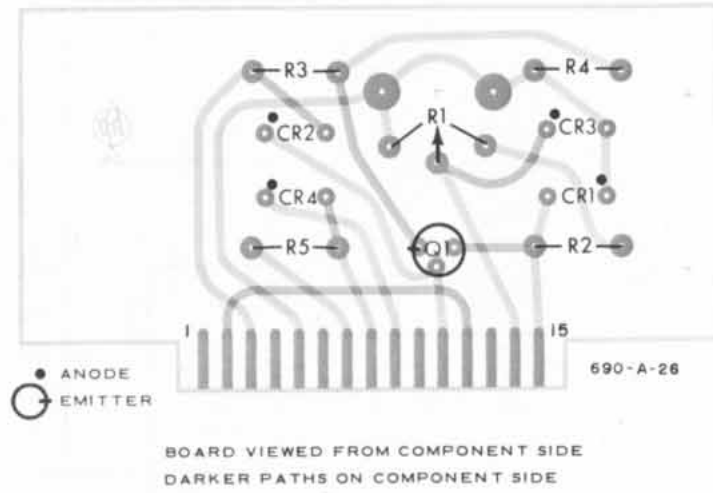 R3
R4
R1
CR2
CR3
CR4
CR1
R5
Q1
R2
1
15
690-A-26
ANODE
EMITTER
BOARD VIEWED FROM COMPONENT SIDE
DARKER PATHS ON COMPONENT SIDE